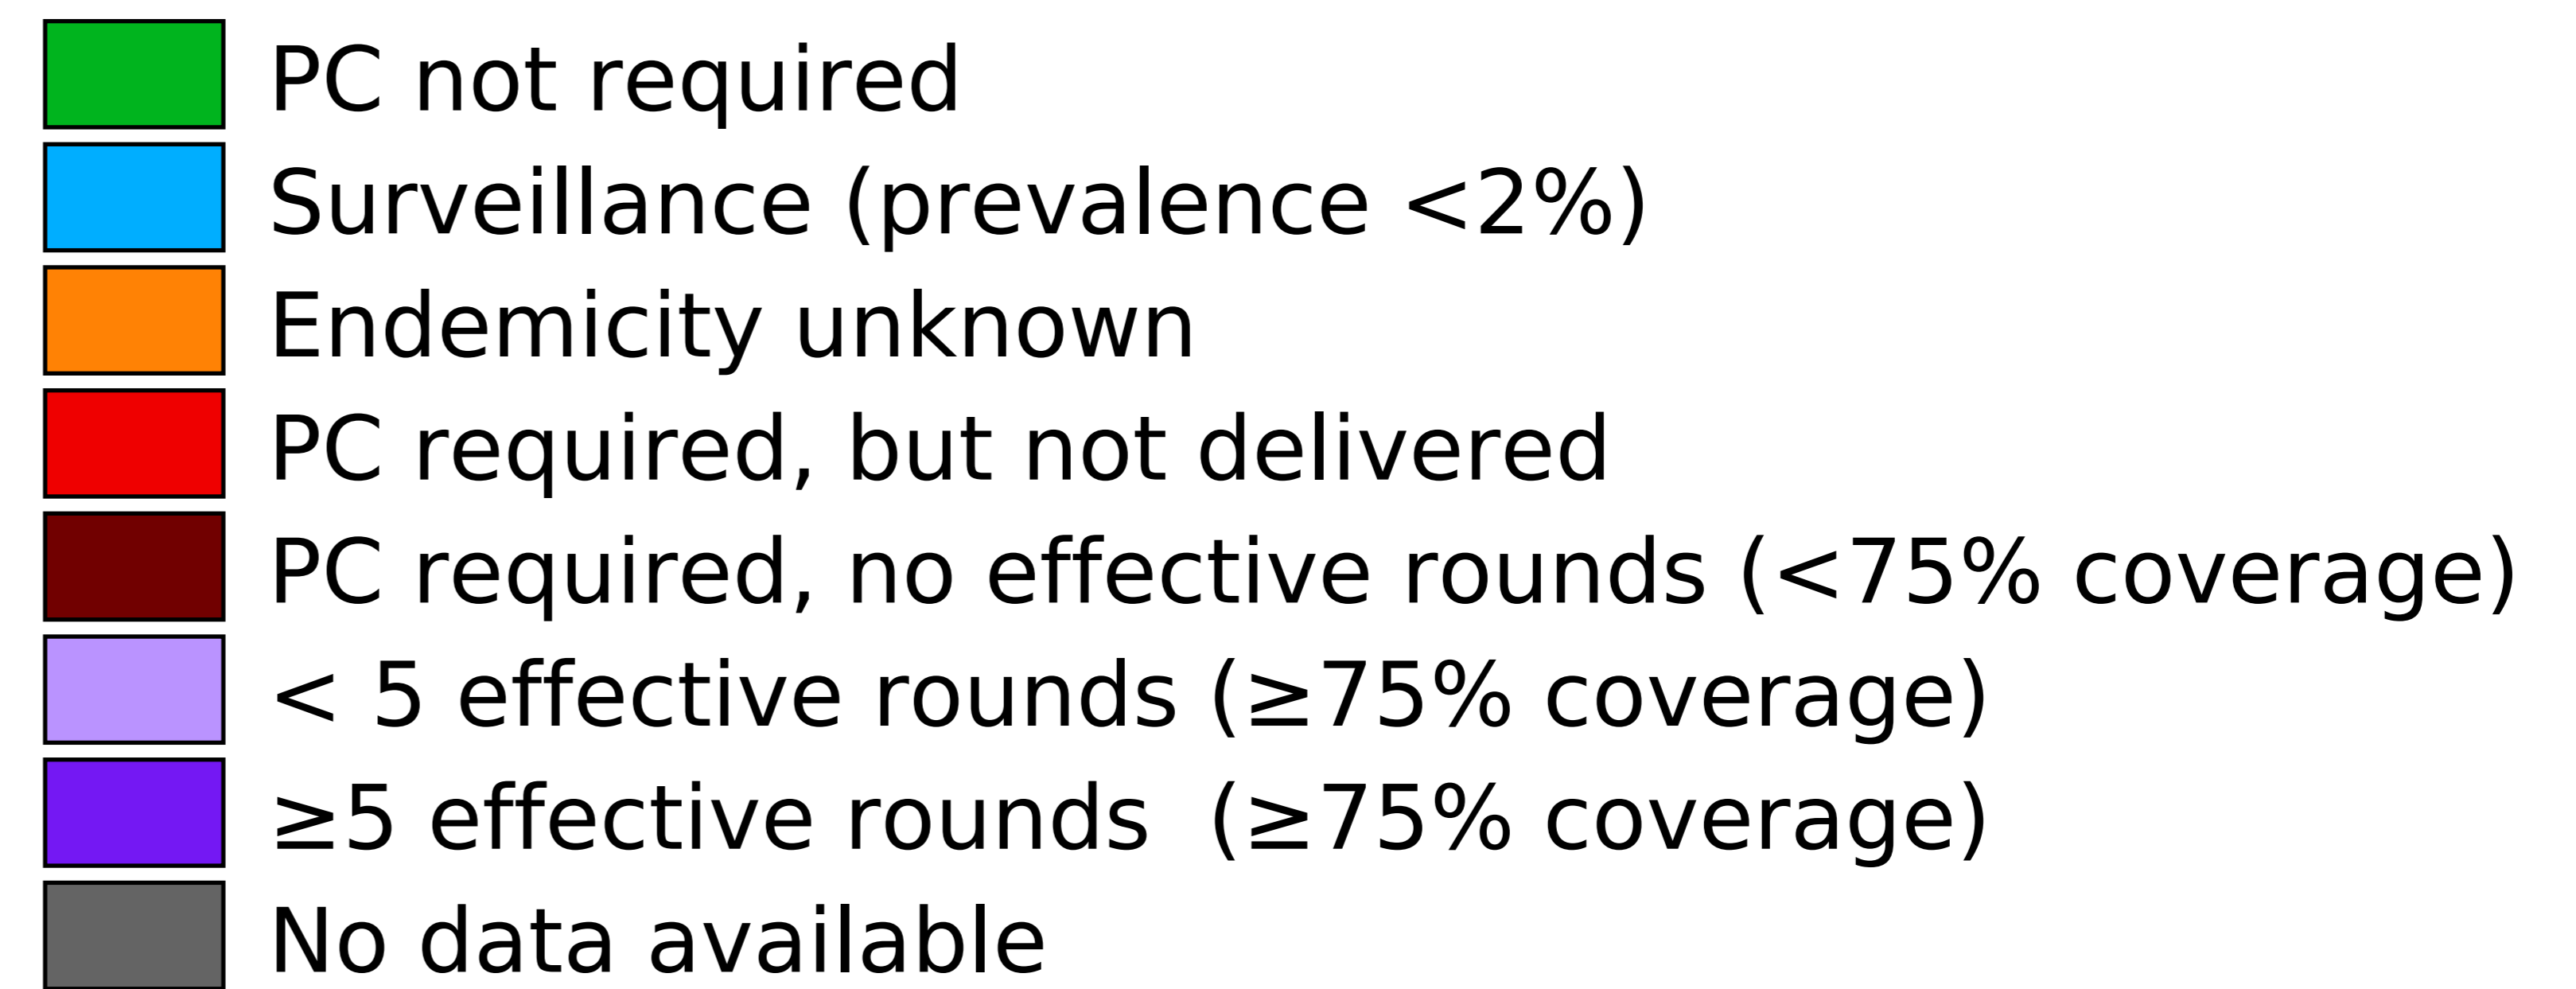 PC not required
Surveillance (prevalence <2%)
Endemicity unknown
PC required, but not delivered
PC required, no effective rounds (<75% coverage)
< 5 effective rounds (≥75% coverage)
≥5 effective rounds  (≥75% coverage)
No data available